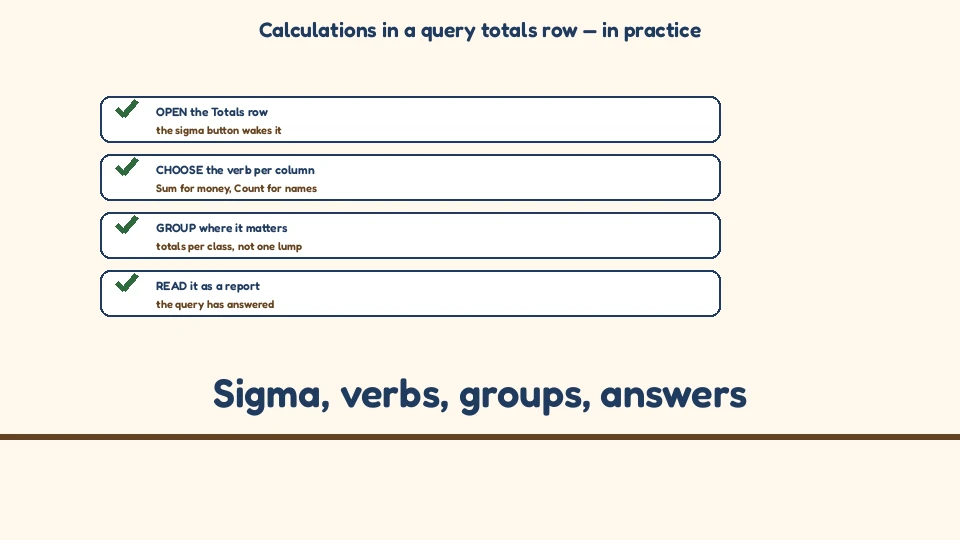 Calculations in a query totals row — in practice
OPEN the Totals row
the sigma button wakes it
CHOOSE the verb per column
Sum for money, Count for names
GROUP where it matters
totals per class, not one lump
READ it as a report
the query has answered
Sigma, verbs, groups, answers